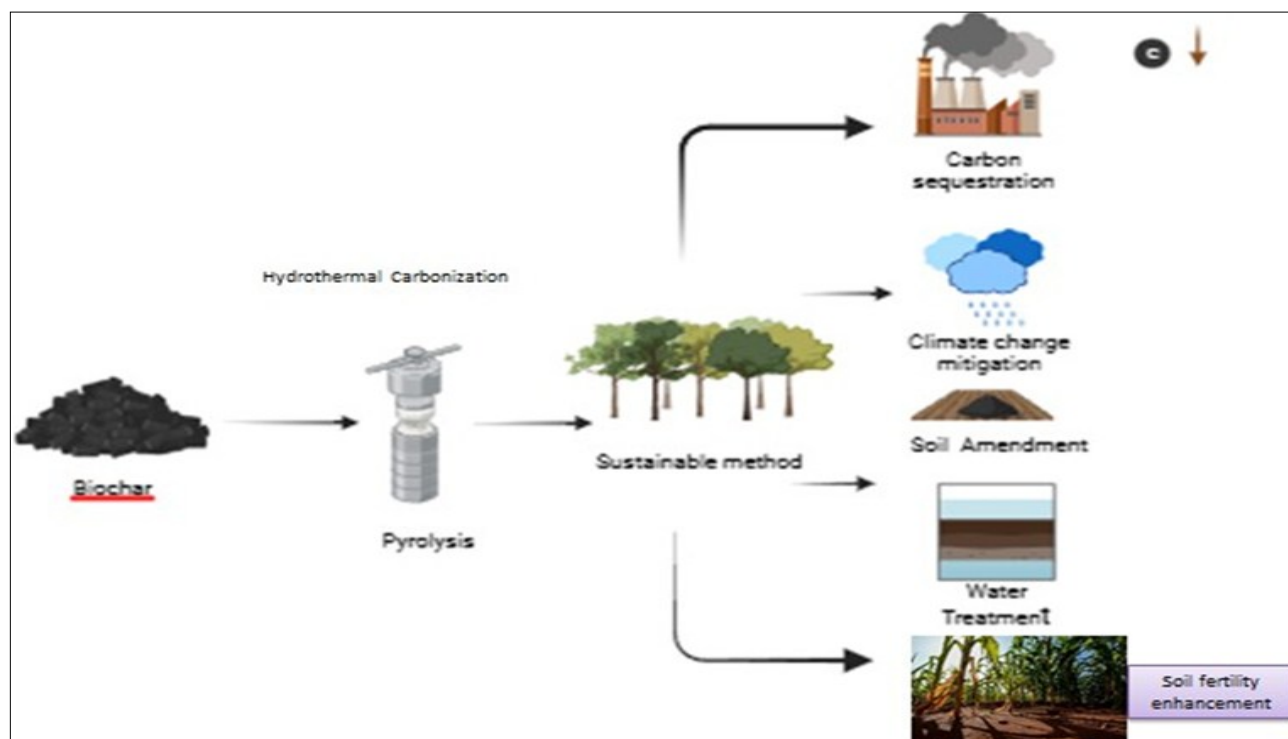 C
Carbon
sequestration
Hydrothermal Carbonization
Climate change
mitigation
Biochar
Pyrolysis
Sustainable method
Soil Amendment
Water
Treatment
Soil fertility
enhancement